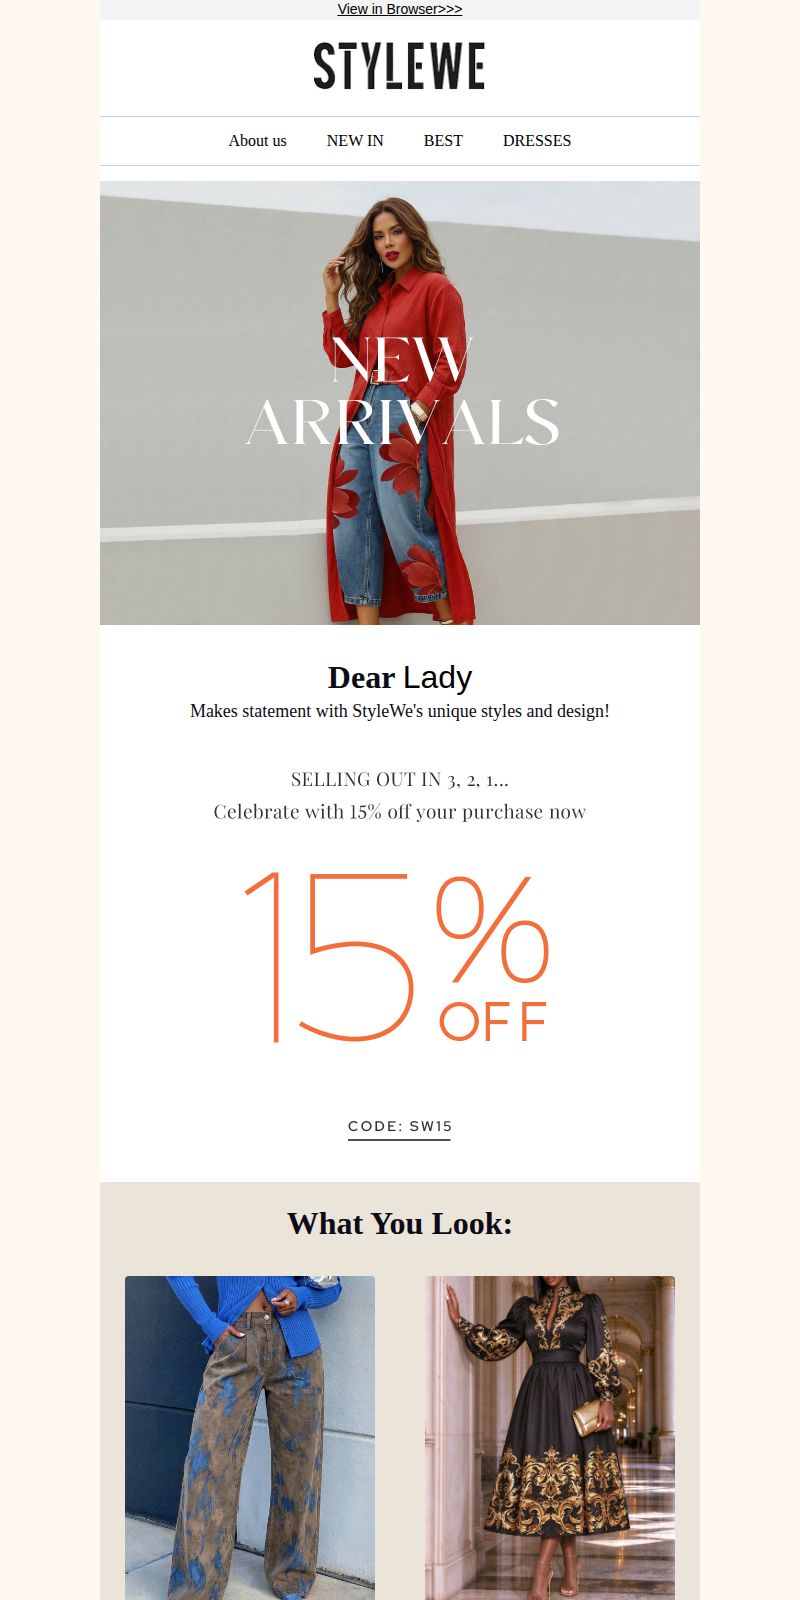 View in Browser>>>
STYLEWE
About us NEW IN BEST DRESSES
NEW
ARRIVALS
Dear Lady
Makes statement with StyleWe's unique styles and design!
SELLING OUT IN 3, 2, 1...
Celebrate with 15% off your purchase now
15%
OFF
CODE: SW15
What You Look: